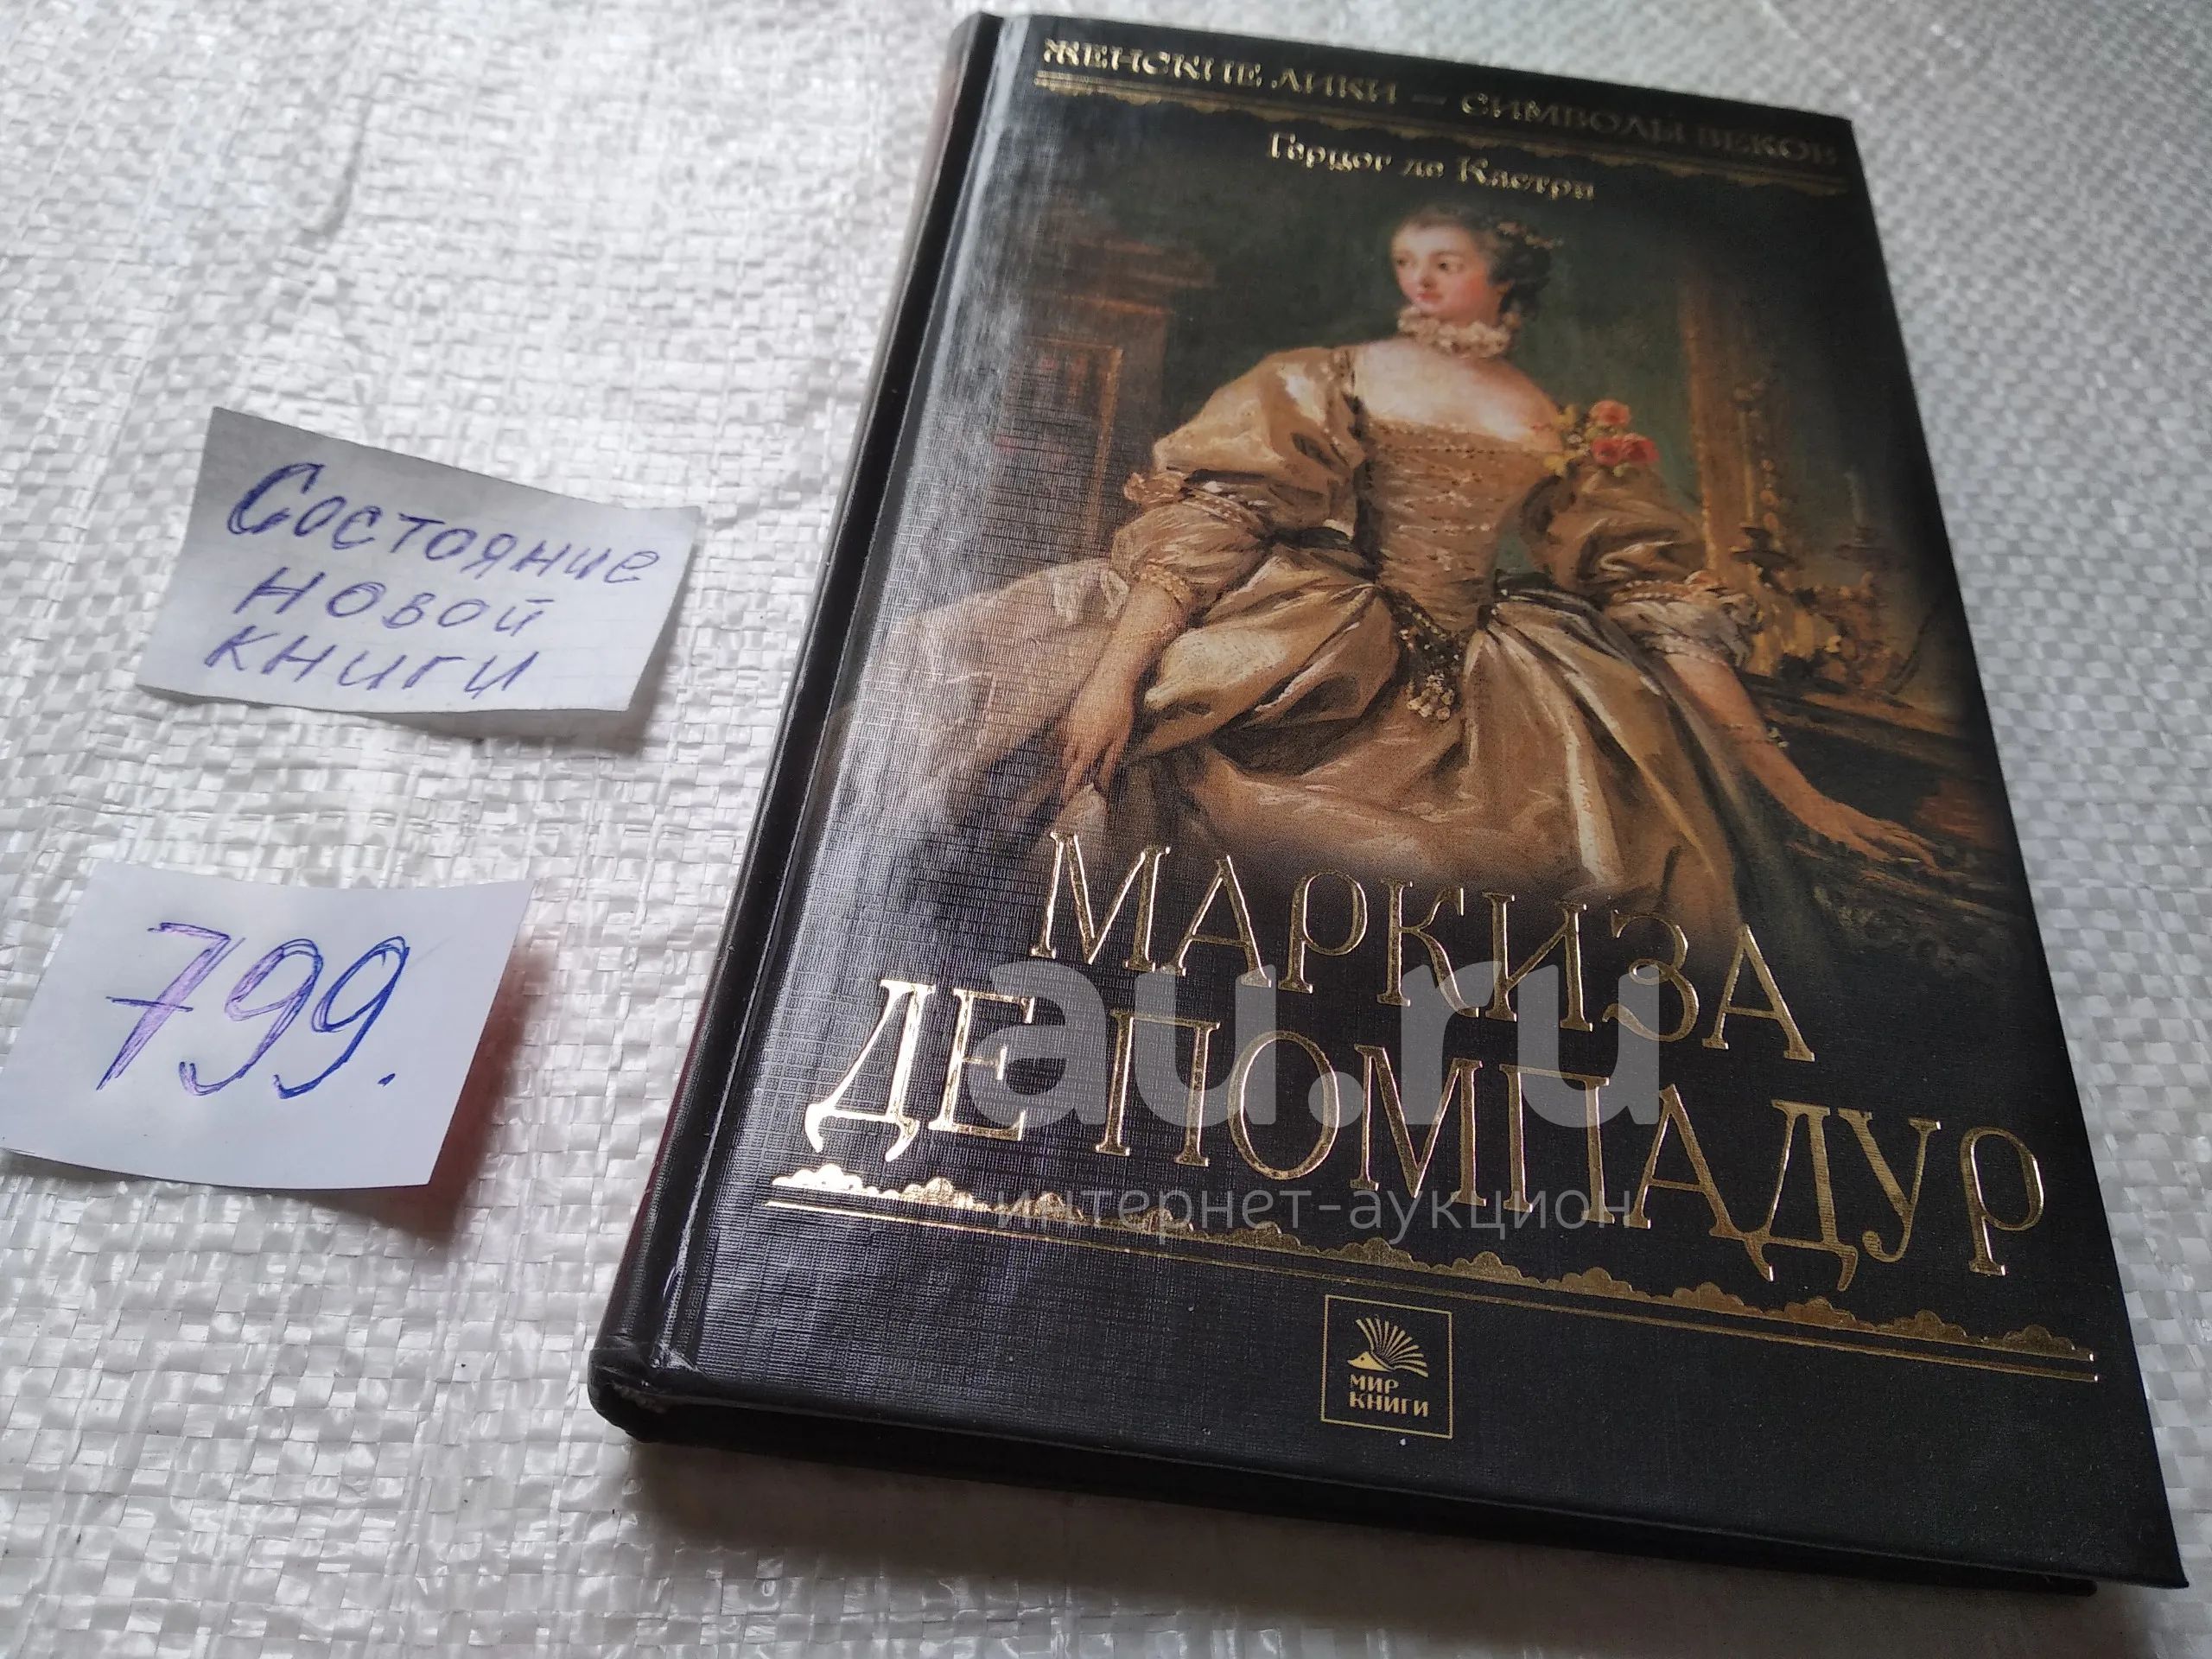 ЖЕНСКИЕ ЛИКИ — СИМВОЛЫ ВЕКОВ
Герцог де Кастри
Состояние
новой
книги
799.
МАРКИЗА
ДЕ ПОМПАДУР
au.ru
интернет-аукцион
МИР
КНИГИ